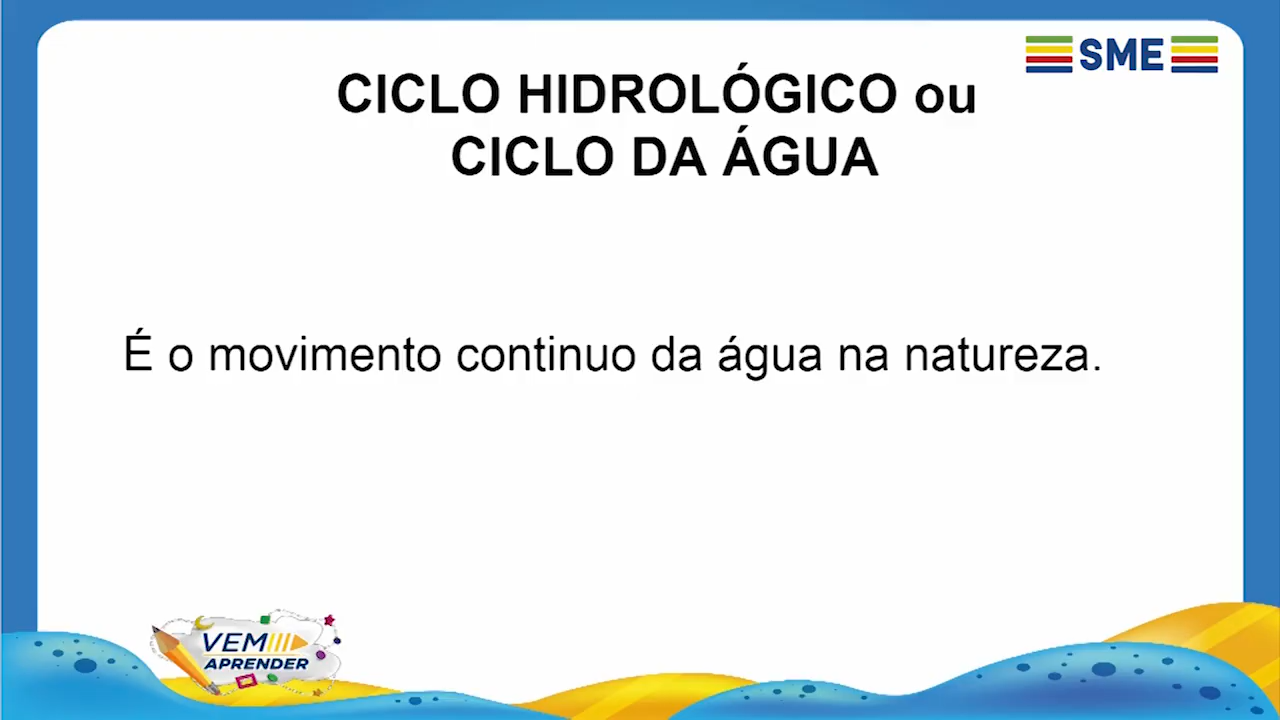 SME
CICLO HIDROLÓGICO ou
CICLO DA ÁGUA
É o movimento continuo da água na natureza.
VEM
APRENDER